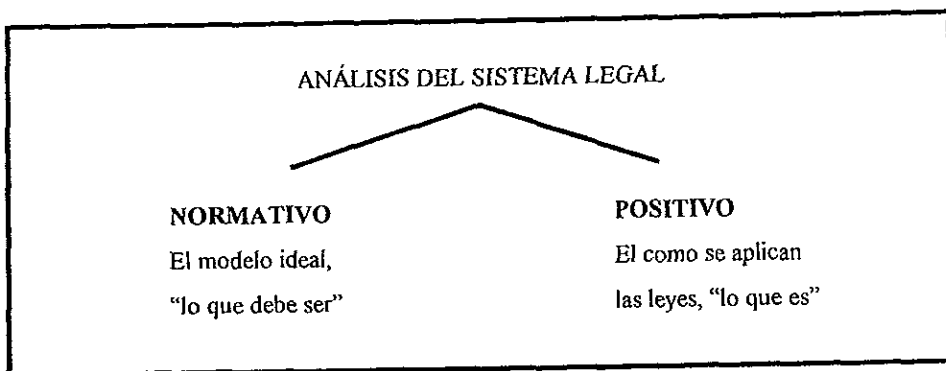 ANÁLISIS DEL SISTEMA LEGAL
NORMATIVO
El modelo ideal,
“lo que debe ser”
POSITIVO
El como se aplican
las leyes, “lo que es”